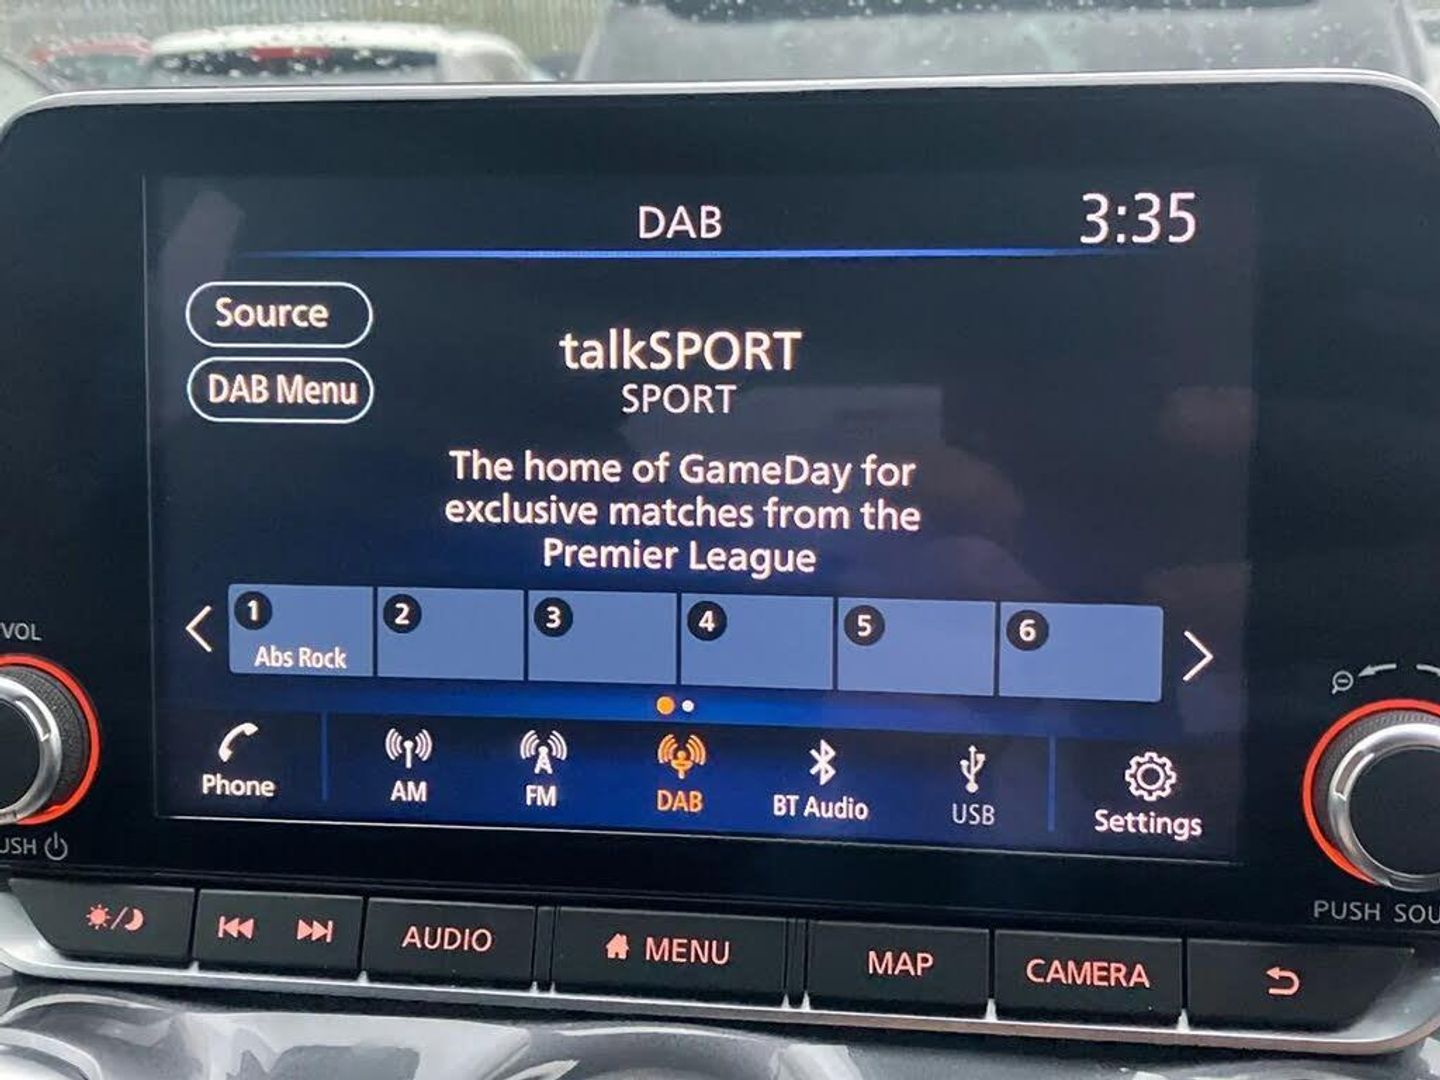 DAB
3:35
Source
DAB Menu
talkSPORT
SPORT
The home of GameDay for
exclusive matches from the
Premier League
1
Abs Rock
2
3
4
5
6
Phone
AM
FM
DAB
BT Audio
USB
Settings
VOL
USH
PUSH SOU
AUDIO
MENU
MAP
CAMERA